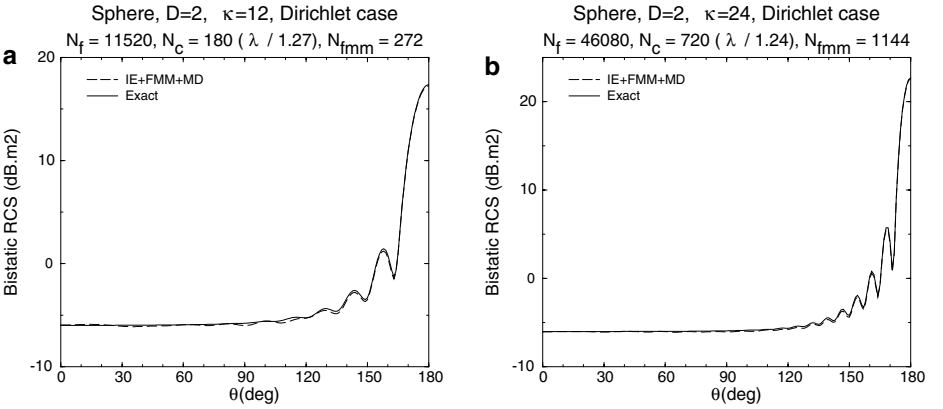 Sphere, D=2, κ=12, Dirichlet case
N_f = 11520, N_c = 180 ( λ / 1.27), N_fmm = 272
a
20
10
0
-10
Bistatic RCS (dB.m2)
IE+FMM+MD
Exact
0 30 60 90 120 150 180
θ(deg)
Sphere, D=2, κ=24, Dirichlet case
N_f = 46080, N_c = 720 ( λ / 1.24), N_fmm = 1144
b
20
10
0
-10
Bistatic RCS (dB.m2)
IE+FMM+MD
Exact
0 30 60 90 120 150 180
θ(deg)